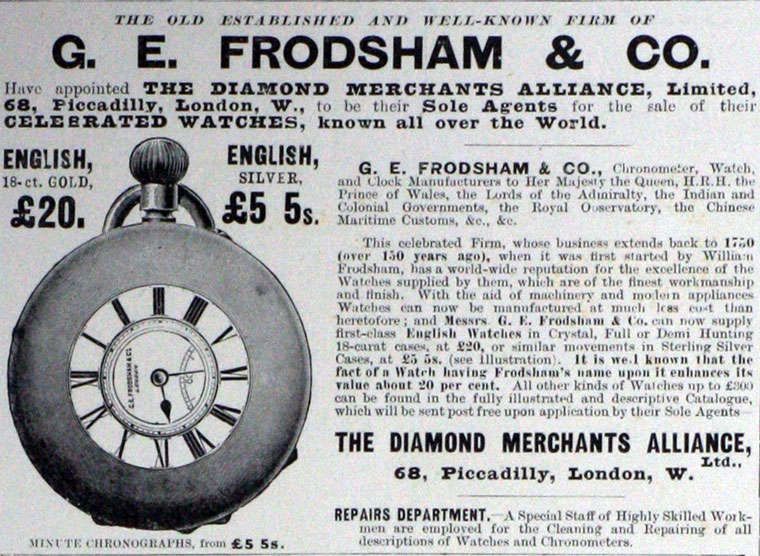 THE OLD ESTABLISHED AND WELL-KNOWN FIRM OF
G. E. FRODSHAM & CO.
Have appointed THE DIAMOND MERCHANTS ALLIANCE, Limited,
68, Piccadilly, London, W., to be their Sole Agents for the sale of their
CELEBRATED WATCHES, known all over the World.
ENGLISH,
18-ct. GOLD,
£20.
ENGLISH,
SILVER,
£5 5s.
G. E. FRODSHAM & CO., Chronometer, Watch,
and Clock Manufacturers to Her Majesty the Queen, H.R.H. the
Prince of Wales, the Lords of the Admiralty, the Indian and
Colonial Governments, the Royal Observatory, the Chinese
Maritime Customs, &c., &c.
This celebrated Firm, whose business extends back to 1750
(over 150 years ago), when it was first started by William
Frodsham, has a world-wide reputation for the excellence of the
Watches supplied by them, which are of the finest workmanship
and finish. With the aid of machinery and modern appliances
Watches can now be manufactured at much less cost than
heretofore; and Messrs. G. E. Frodsham & Co. can now supply
first-class English Watches in Crystal, Full or Demi Hunting
18-carat cases, at £20, or similar movements in Sterling Silver
Cases, at £5 5s. (see Illustration). It is well known that the
fact of a Watch having Frodsham's name upon it enhances its
value about 20 per cent. All other kinds of Watches up to £300
can be found in the fully illustrated and descriptive Catalogue,
which will be sent post free upon application by their Sole Agents—
THE DIAMOND MERCHANTS ALLIANCE,
Ltd.,
68, Piccadilly, London, W.
REPAIRS DEPARTMENT.—A Special Staff of Highly Skilled Work-
men are employed for the Cleaning and Repairing of all
descriptions of Watches and Chronometers.
G.E. FRODSHAM & CO
LONDON
MINUTE CHRONOGRAPHS, from £5 5s.